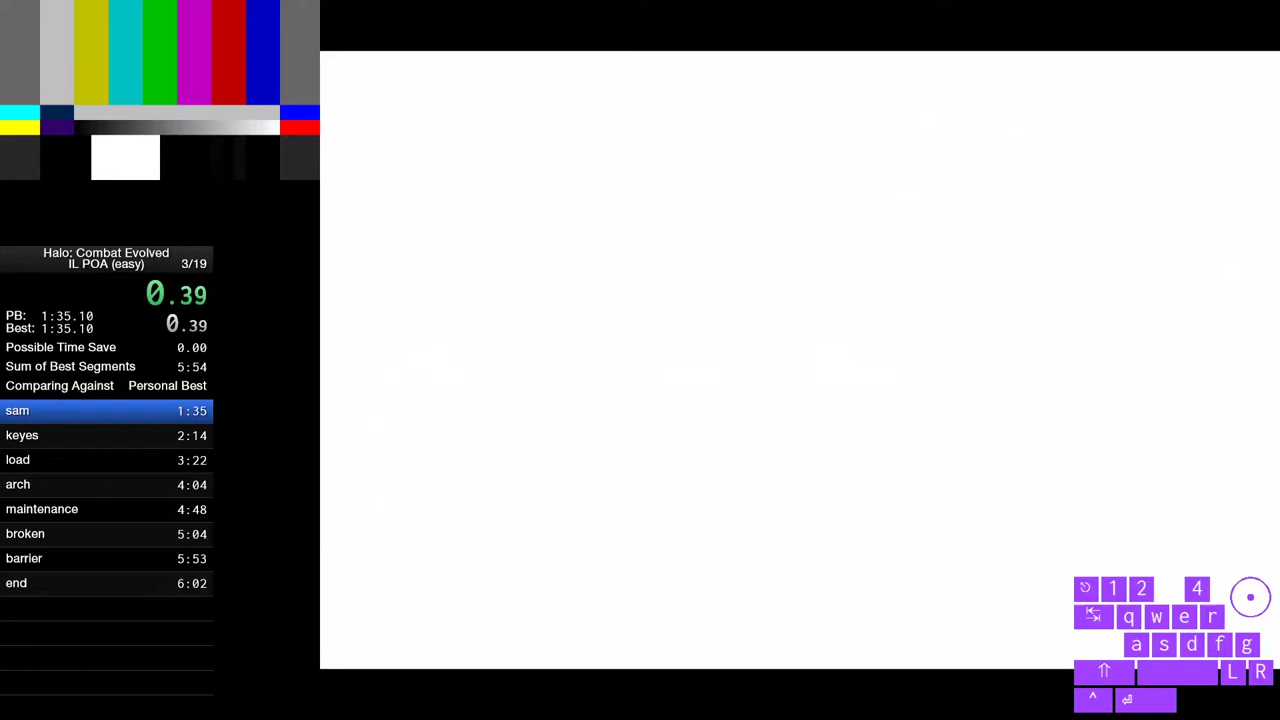 Halo: Combat Evolved
IL POA (easy) 3/19
0.39
PB: 1:35.10
Best: 1:35.10 0.39
Possible Time Save 0.00
Sum of Best Segments 5:54
Comparing Against Personal Best
sam 1:35
keyes 2:14
load 3:22
arch 4:04
maintenance 4:48
broken 5:04
barrier 5:53
end 6:02
1 2 4
q w e r
a s d f g
L R
^